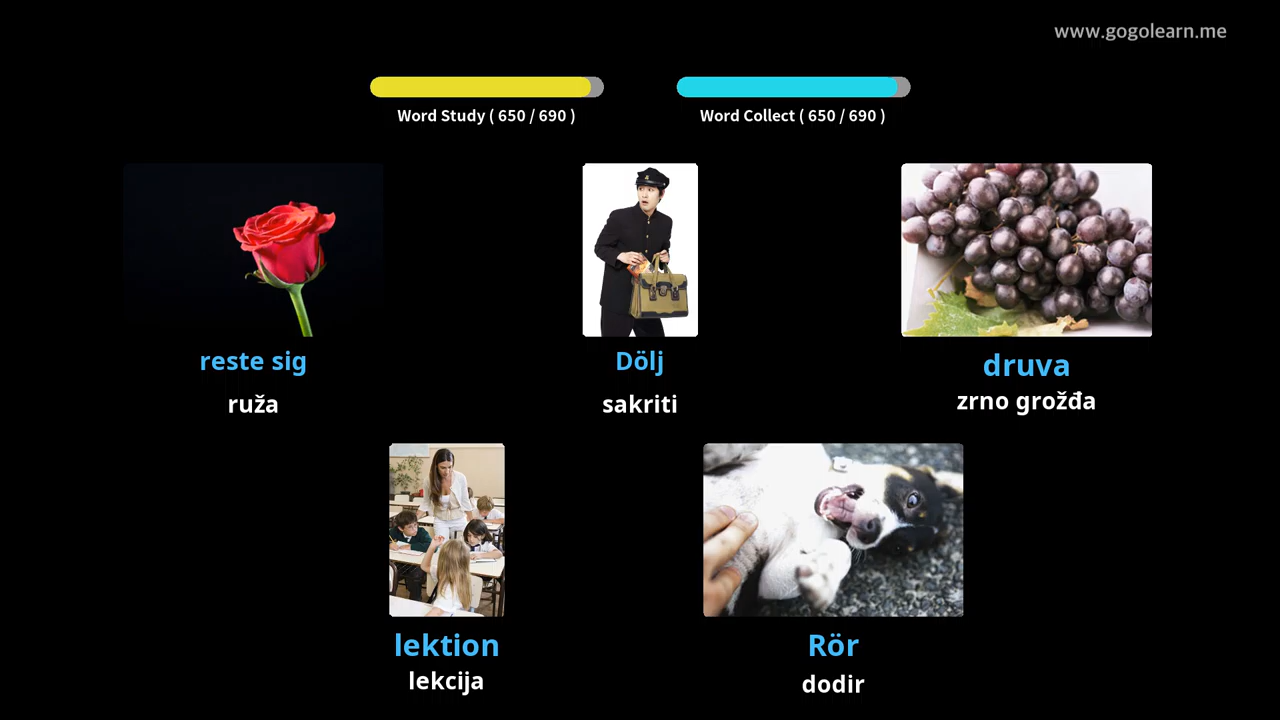 www.gogolearn.me
Word Study ( 650 / 690 )
Word Collect ( 650 / 690 )
reste sig
ruža
Dölj
sakriti
druva
zrno grožđa
lektion
lekcija
Rör
dodir